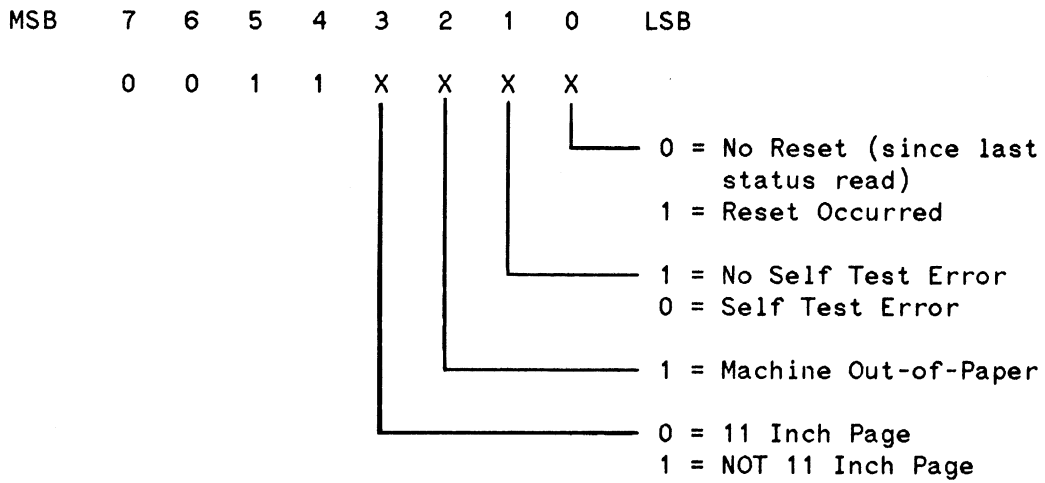 MSB 7 6 5 4 3 2 1 0 LSB
0 0 1 1 X X X X
0 = No Reset (since last
status read)
1 = Reset Occurred
1 = No Self Test Error
0 = Self Test Error
1 = Machine Out-of-Paper
0 = 11 Inch Page
1 = NOT 11 Inch Page